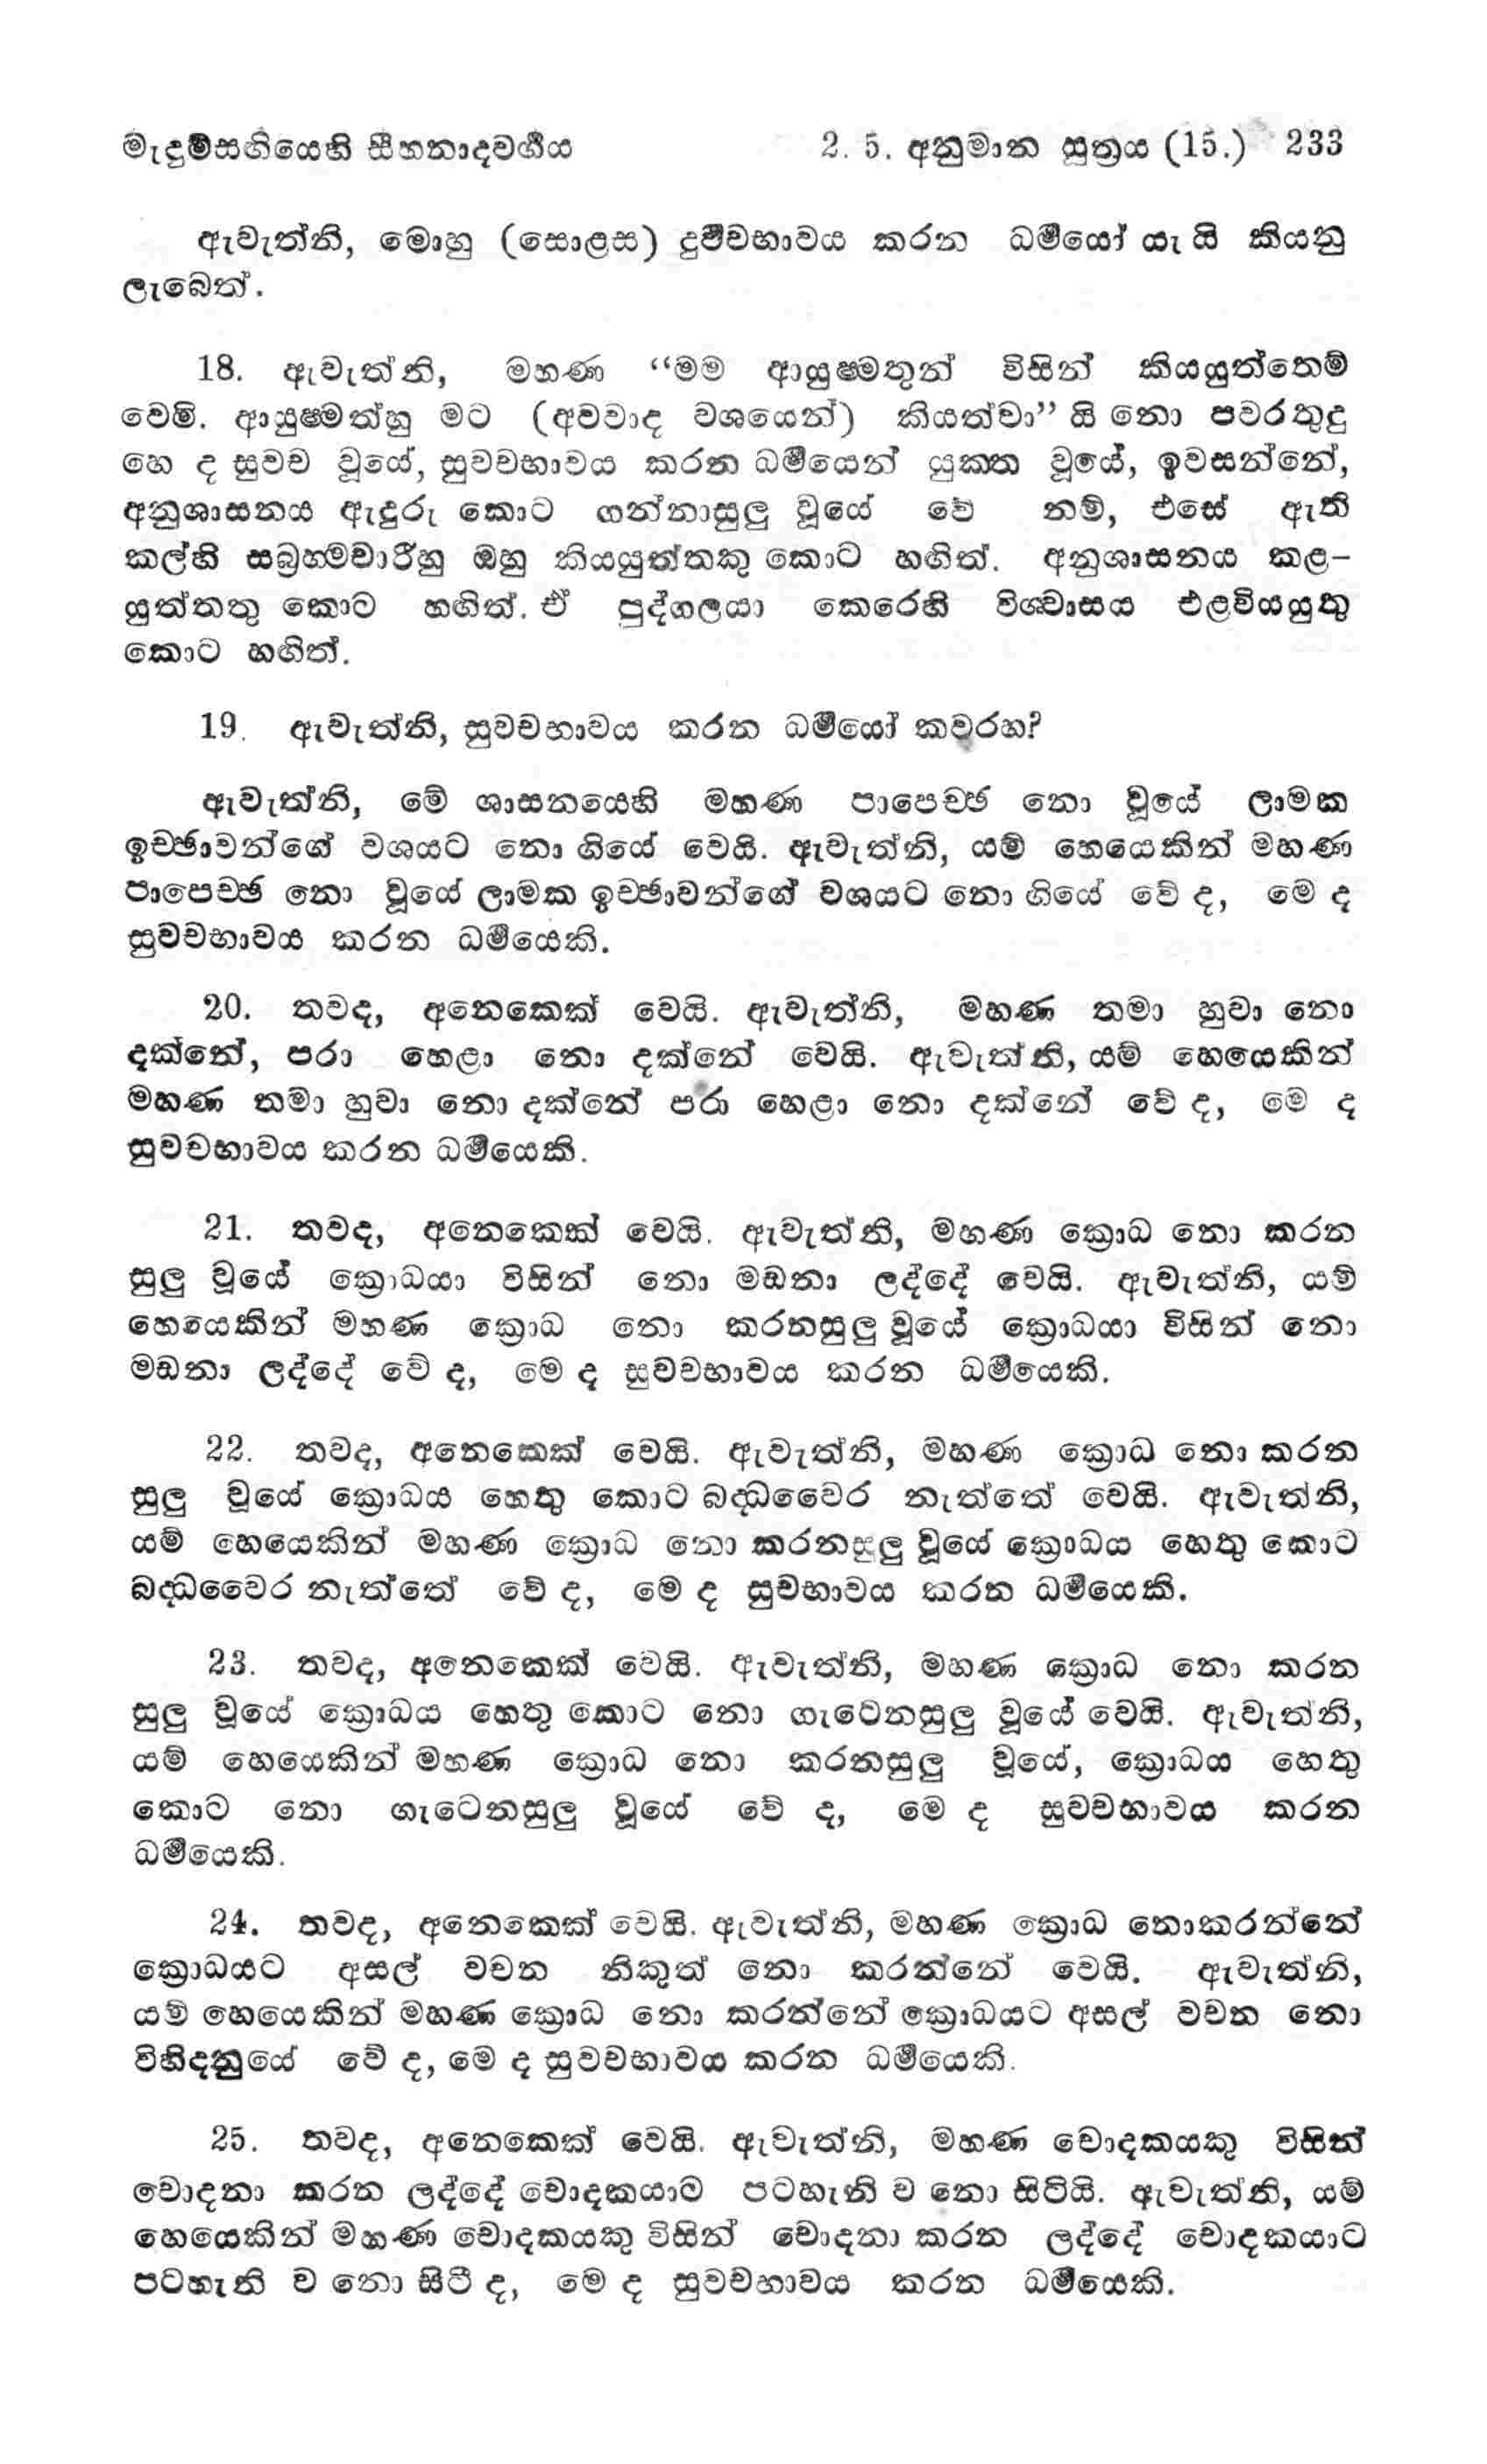 මැදුම්සඟියෙහි සීහනාදවර්ගය 2. 5. අනුමාන සූත්‍රය (15.) 233
ඇවැත්නි, මොහු (සොළස) දුර්වචභාවය කරන ධර්මයෝ යැ යි කියනු
ලැබෙත්.
18. ඇවැත්නි, මහණ “මම ආයුෂ්මතුන් විසින් කියයුත්තෙම්
වෙමි. ආයුෂ්මත්හු මට (අවවාද වශයෙන්) කියත්වා” යි නො පවරතුදු
හෙ ද සුවච වූයේ, සුවචභාවය කරන ධර්මයෙන් යුක්ත වූයේ, ඉවසන්නේ,
අනුශාසනය ඇදුරු කොට ගන්නාසුලු වූයේ වේ නම්, එසේ ඇති
කල්හි සබ්‍රහ්මචාරීහු ඔහු කියයුත්තකු කොට හඟිත්. අනුශාසනය කළ-
යුත්තතු කොට හඟිත්. ඒ පුද්ගලයා කෙරෙහි විශ්වාසය එළවියයුතු
කොට හඟිත්.
19. ඇවැත්නි, සුවචභාවය කරන ධර්මයෝ කවරහ?
ඇවැත්නි, මේ ශාසනයෙහි මහණ පාපෙච්ඡ නො වූයේ ලාමක
ඉච්ඡාවන්ගේ වශයට නො ගියේ වෙයි. ඇවැත්නි, යම් හෙයෙකින් මහණ
පාපෙච්ඡ නො වූයේ ලාමක ඉච්ඡාවන්ගේ වශයට නො ගියේ වේ ද, මෙ ද
සුවචභාවය කරන ධර්මයෙකි.
20. තවද, අනෙකෙක් වෙයි. ඇවැත්නි, මහණ තමා හුවා නො
දක්නේ, පරා හෙළා නො දක්නේ වෙයි. ඇවැත්නි, යම් හෙයෙකින්
මහණ තමා හුවා නො දක්නේ පරා හෙළා නො දක්නේ වේ ද, මෙ ද
සුවචභාවය කරන ධර්මයෙකි.
21. තවද, අනෙකෙක් වෙයි. ඇවැත්නි, මහණ ක්‍රොධ නො කරන
සුලු වූයේ ක්‍රොධයා විසින් නො මඩනා ලද්දේ වෙයි. ඇවැත්නි, යම්
හෙයෙකින් මහණ ක්‍රොධ නො කරනසුලු වූයේ ක්‍රොධයා විසින් නො
මඩනා ලද්දේ වේ ද, මෙ ද සුවචභාවය කරන ධර්මයෙකි.
22. තවද, අනෙකෙක් වෙයි. ඇවැත්නි, මහණ ක්‍රොධ නො කරන
සුලු වූයේ ක්‍රොධය හෙතු කොට බද්ධවෛර නැත්තේ වෙයි. ඇවැත්නි,
යම් හෙයෙකින් මහණ ක්‍රොධ නො කරනසුලු වූයේ ක්‍රොධය හෙතු කොට
බද්ධවෛර නැත්තේ වේ ද, මෙ ද සුචභාවය කරන ධර්මයෙකි.
23. තවද, අනෙකෙක් වෙයි. ඇවැත්නි, මහණ ක්‍රොධ නො කරන
සුලු වූයේ ක්‍රොධය හෙතු කොට නො ගැටෙනසුලු වූයේ වෙයි. ඇවැත්නි,
යම් හෙයෙකින් මහණ ක්‍රොධ නො කරනසුලු වූයේ, ක්‍රොධය හෙතු
කොට නො ගැටෙනසුලු වූයේ වේ ද, මෙ ද සුවචභාවය කරන
ධර්මයෙකි.
24. තවද, අනෙකෙක් වෙයි. ඇවැත්නි, මහණ ක්‍රොධ නොකරන්නේ
ක්‍රොධයට අසල් වචන නිකුත් නො කරන්නේ වෙයි. ඇවැත්නි,
යම් හෙයෙකින් මහණ ක්‍රොධ නො කරන්නේ ක්‍රොධයට අසල් වචන නො
විහිදනුයේ වේ ද, මෙ ද සුවචභාවය කරන ධර්මයෙකි.
25. තවද, අනෙකෙක් වෙයි. ඇවැත්නි, මහණ චොදකයකු විසින්
චොදනා කරන ලද්දේ චොදකයාට පටහැනි ව නො සිටියි. ඇවැත්නි, යම්
හෙයෙකින් මහණ චොදකයකු විසින් චොදනා කරන ලද්දේ චොදකයාට
පටහැනි ව නො සිටී ද, මෙ ද සුවචභාවය කරන ධර්මයෙකි.